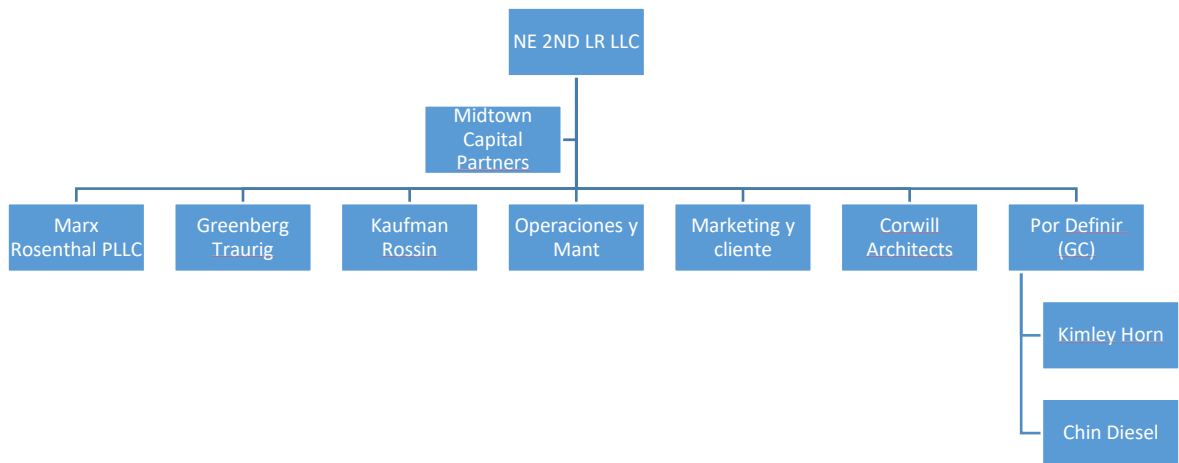 NE 2ND LR LLC
Midtown
Capital
Partners
Marx
Rosenthal PLLC
Greenberg
Traurig
Kaufman
Rossin
Operaciones y
Mant
Marketing y
cliente
Corwill
Architects
Por Definir
(GC)
Kimley Horn
Chin Diesel